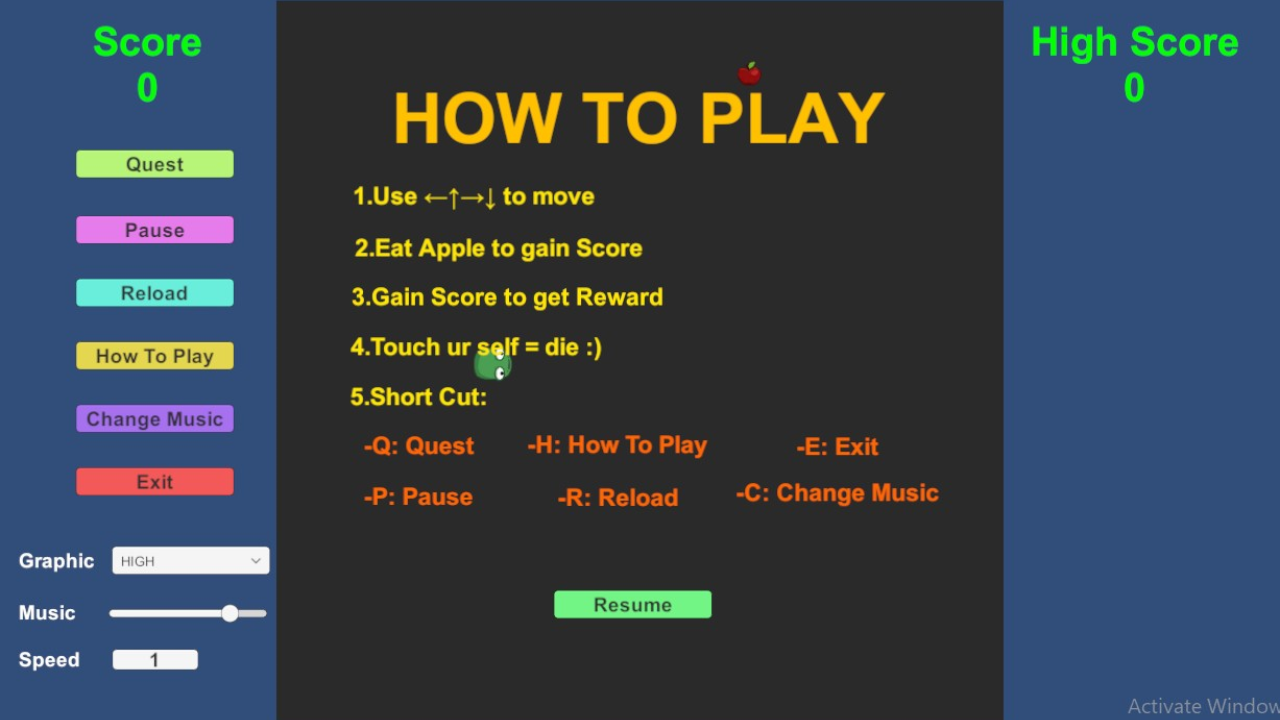 Score
0
Quest
Pause
Reload
How To Play
Change Music
Exit
Graphic HIGH
Music
Speed 1
HOW TO PLAY
1.Use ←↑→↓ to move
2.Eat Apple to gain Score
3.Gain Score to get Reward
4.Touch ur self = die :)
5.Short Cut:
-Q: Quest -H: How To Play -E: Exit
-P: Pause -R: Reload -C: Change Music
Resume
High Score
0
Activate Window